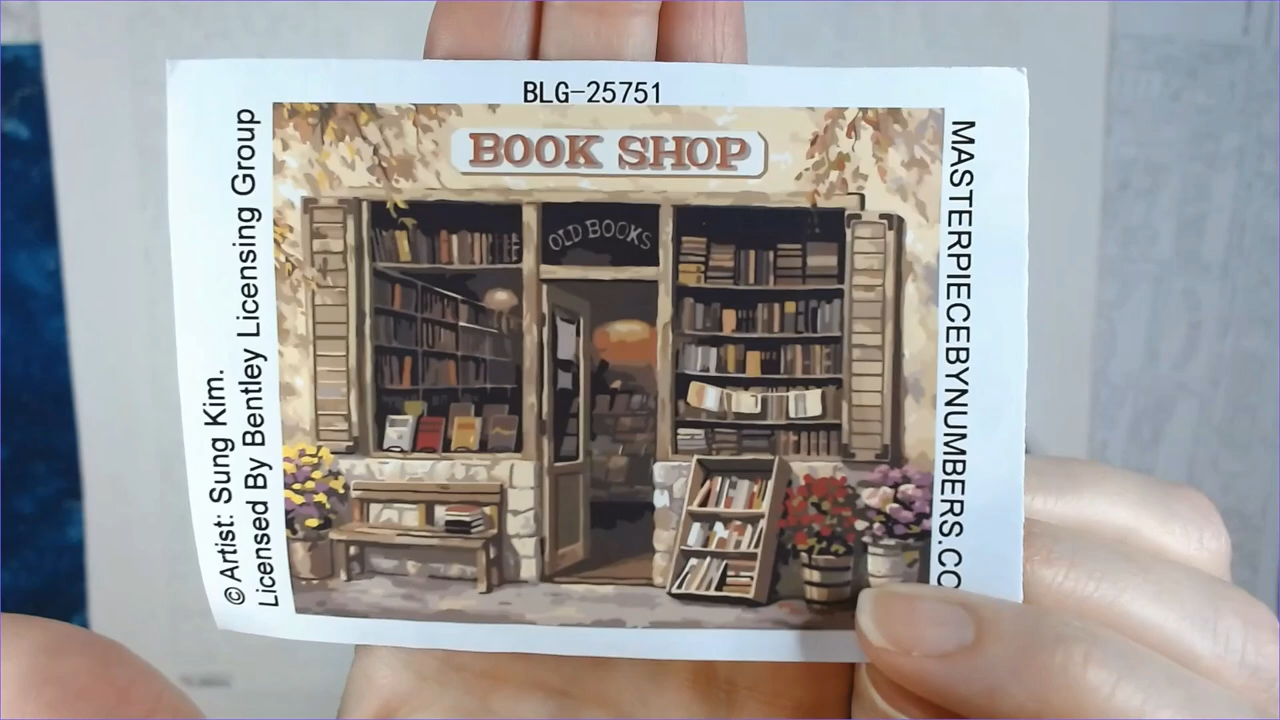 BLG-25751
BOOK SHOP
OLD BOOKS
© Artist: Sung Kim.
Licensed By Bentley Licensing Group
MASTERPIECEBYNUMBERS.CO